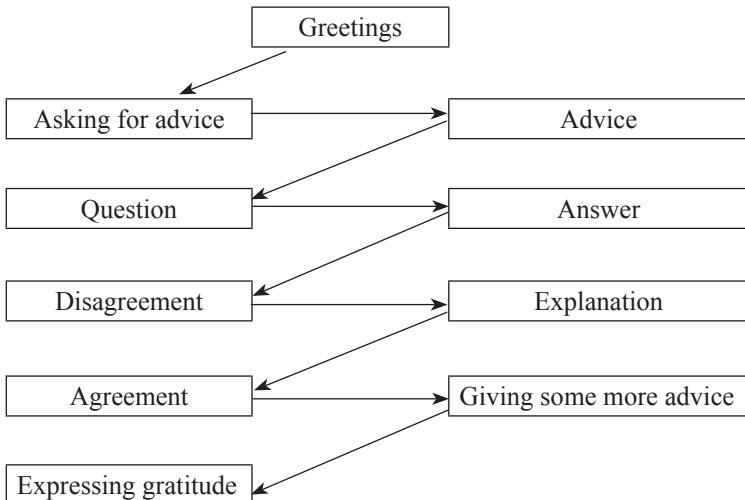 Greetings
Asking for advice
Advice
Question
Answer
Disagreement
Explanation
Agreement
Giving some more advice
Expressing gratitude